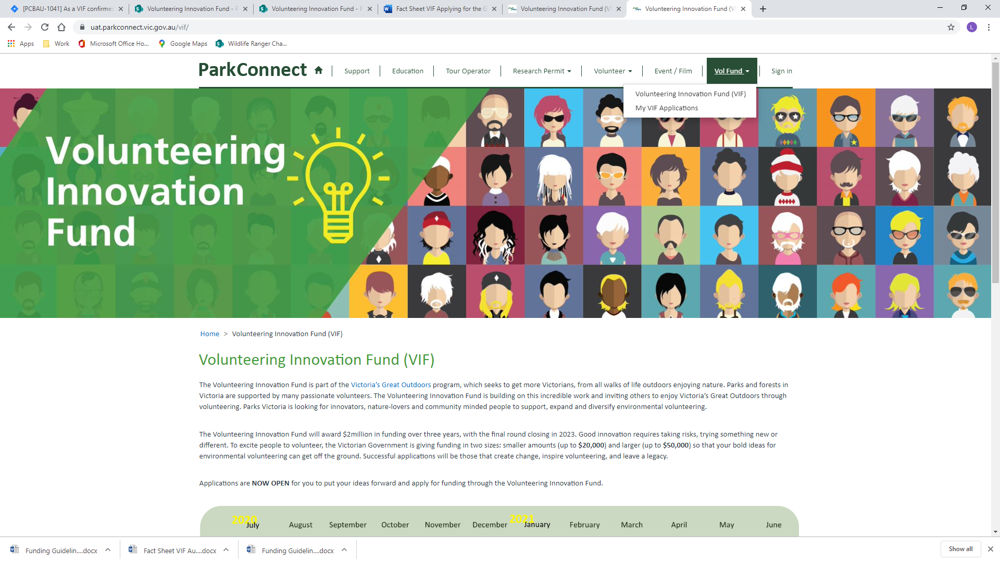 [PCBAU-1041] As a VIF confirmed
Volunteering Innovation Fund - P
Volunteering Innovation Fund - P
Fact Sheet VIF Applying for the G
Volunteering Innovation Fund (VI
Volunteering Innovation Fund (VI
uat.parkconnect.vic.gov.au/vif/
L
Apps
Work
Microsoft Office Ho...
Google Maps
Wildlife Ranger Cha...
ParkConnect
Support
Education
Tour Operator
Research Permit
Volunteer
Event / Film
Vol Fund
Sign in
Volunteering Innovation Fund (VIF)
My VIF Applications
Volunteering
Innovation
Fund
Home > Volunteering Innovation Fund (VIF)
Volunteering Innovation Fund (VIF)
The Volunteering Innovation Fund is part of the Victoria's Great Outdoors program, which seeks to get more Victorians, from all walks of life outdoors enjoying nature. Parks and forests in
Victoria are supported by many passionate volunteers. The Volunteering Innovation Fund is building on this incredible work and inviting others to enjoy Victoria's Great Outdoors through
volunteering. Parks Victoria is looking for innovators, nature-lovers and community minded people to support, expand and diversify environmental volunteering.
The Volunteering Innovation Fund will award $2million in funding over three years, with the final round closing in 2023. Good innovation requires taking risks, trying something new or
different. To excite people to volunteer, the Victorian Government is giving funding in two sizes: smaller amounts (up to $20,000) and larger (up to $50,000) so that your bold ideas for
environmental volunteering can get off the ground. Successful applications will be those that create change, inspire volunteering, and leave a legacy.
Applications are NOW OPEN for you to put your ideas forward and apply for funding through the Volunteering Innovation Fund.
2020 2021
July August September October November December January February March April May June
Funding Guidelin....docx
Fact Sheet VIF Au....docx
Funding Guidelin....docx
Show all